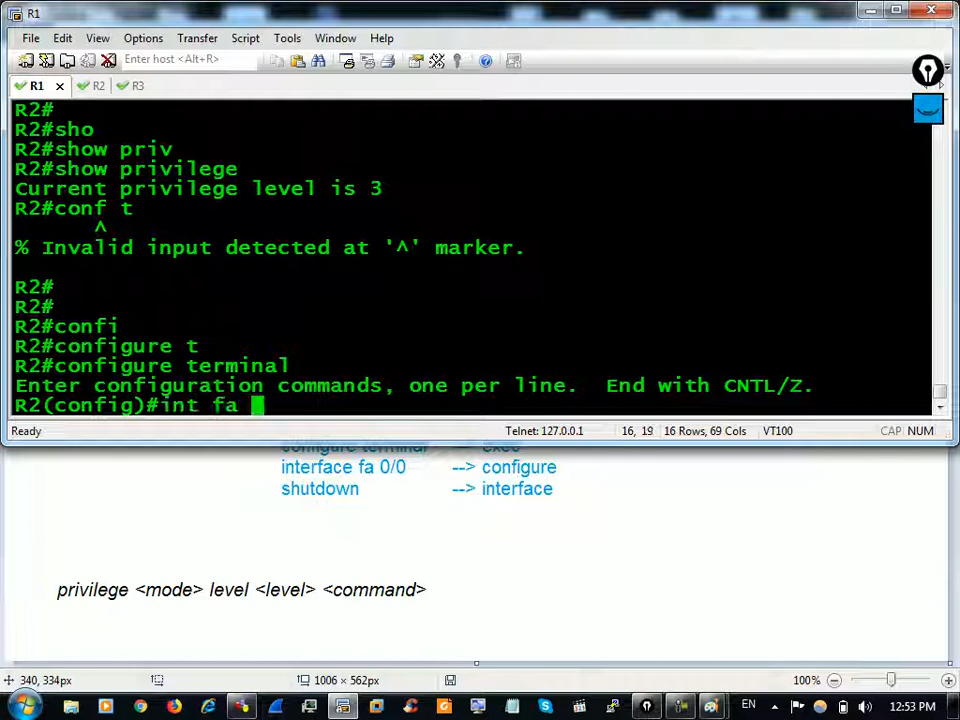 R1
File Edit View Options Transfer Script Tools Window Help
Enter host <Alt+R>
R1 R2 R3
R2#
R2#sho
R2#show priv
R2#show privilege
Current privilege level is 3
R2#conf t
^
% Invalid input detected at '^' marker.
R2#
R2#
R2#confi
R2#configure t
R2#configure terminal
Enter configuration commands, one per line. End with CNTL/Z.
R2(config)#int fa
Ready Telnet: 127.0.0.1 16, 19 16 Rows, 69 Cols VT100 CAP NUM
configure terminal --> exec
interface fa 0/0 --> configure
shutdown --> interface
privilege <mode> level <level> <command>
340, 334px 1006 × 562px 100%
EN 12:53 PM